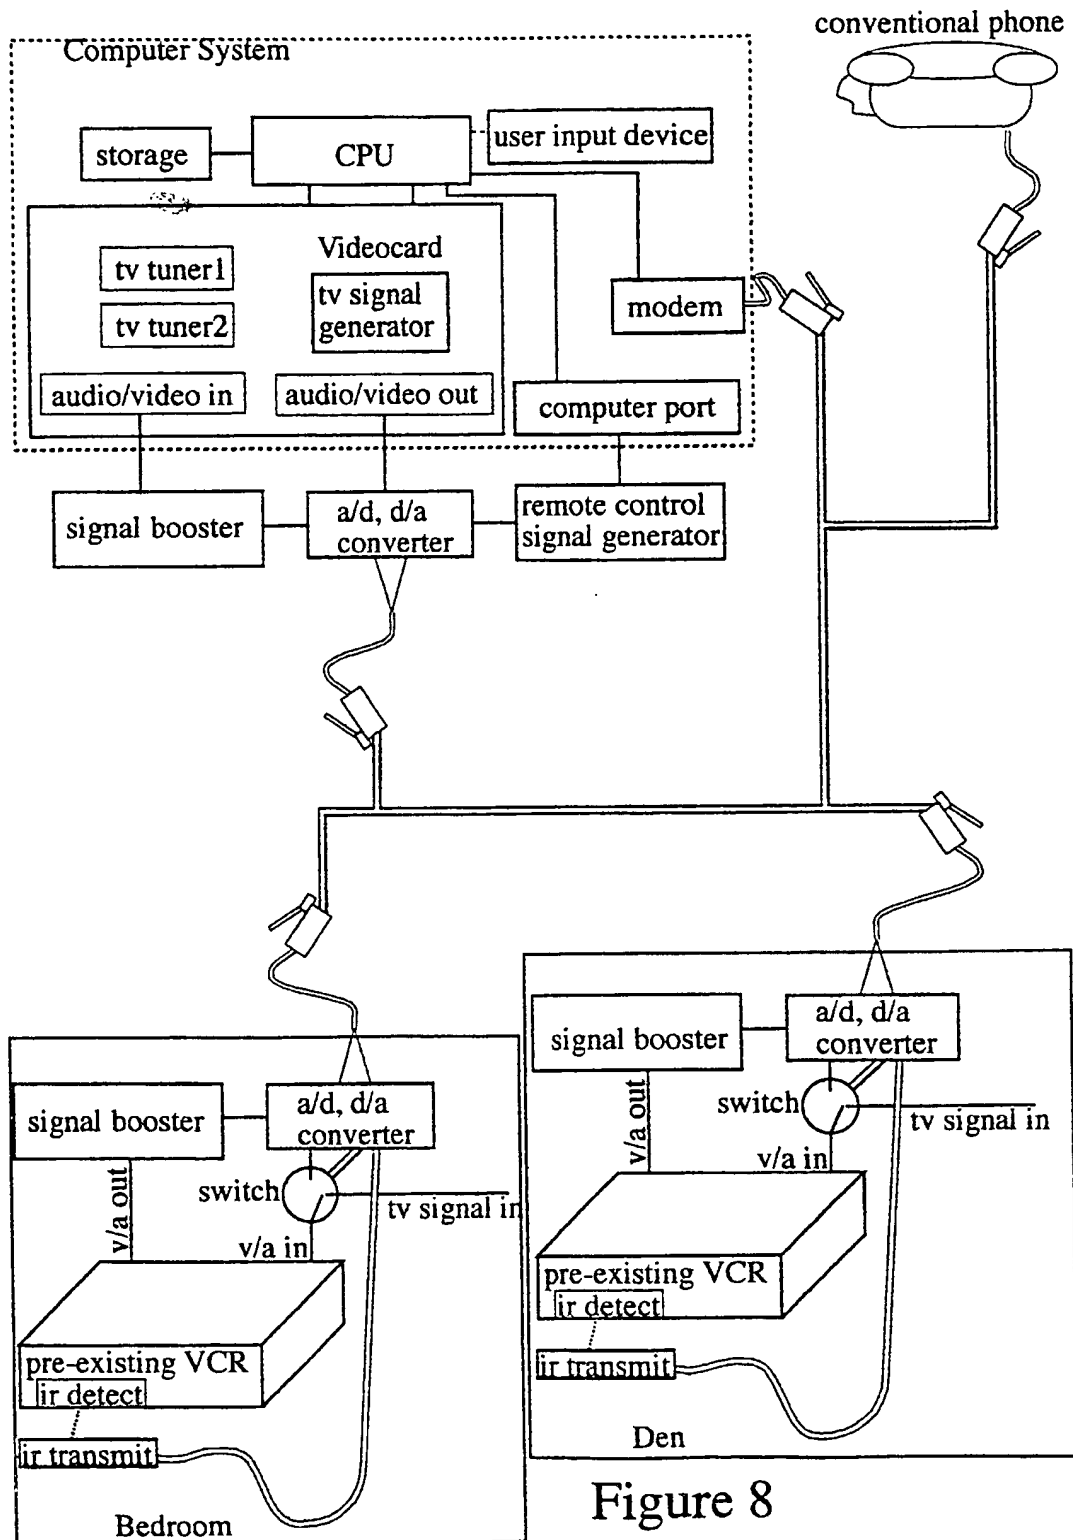 conventional phone
Computer System
storage
CPU
user input device
Videocard
tv tuner1
tv tuner2
tv signal
generator
modem
audio/video in
audio/video out
computer port
signal booster
a/d, d/a
converter
remote control
signal generator
signal booster
a/d, d/a
converter
switch
tv signal in
v/a out
v/a in
pre-existing VCR
ir detect
ir transmit
Den
signal booster
a/d, d/a
converter
switch
tv signal in
v/a out
v/a in
pre-existing VCR
ir detect
ir transmit
Bedroom
Figure 8